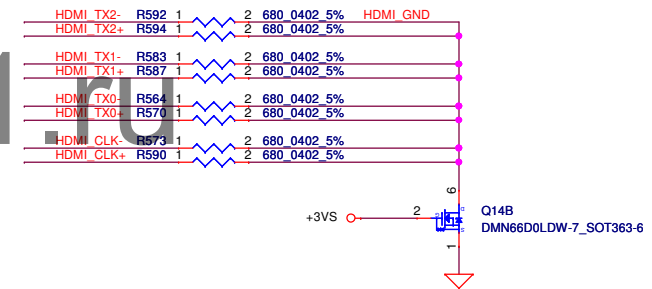 HDMI_TX2- R592 1 2 680_0402_5% HDMI_GND
HDMI_TX2+ R594 1 2 680_0402_5%
HDMI_TX1- R583 1 2 680_0402_5%
HDMI_TX1+ R587 1 2 680_0402_5%
HDMI_TX0- R564 1 2 680_0402_5%
HDMI_TX0+ R570 1 2 680_0402_5%
HDMI_CLK- R573 1 2 680_0402_5%
HDMI_CLK+ R590 1 2 680_0402_5%
1.ru
6
+3VS 2 Q14B
DMN66D0LDW-7_SOT363-6
1